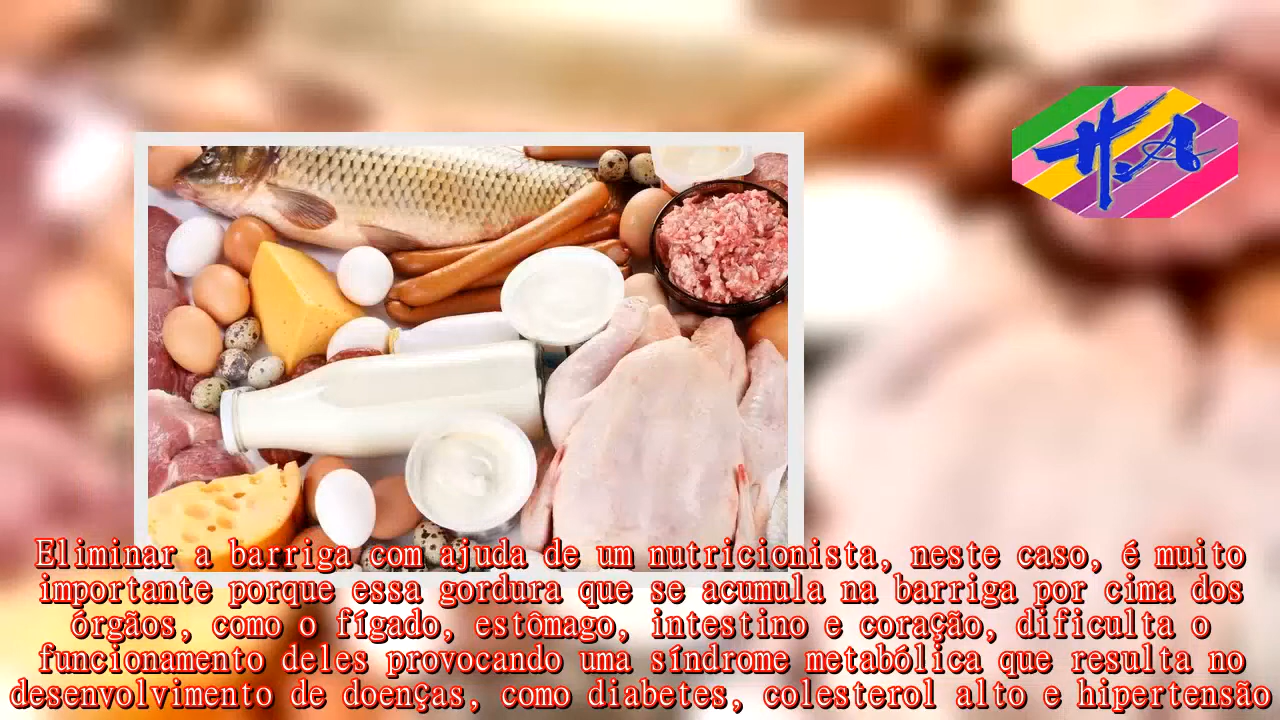 H.A
Eliminar a barriga com ajuda de um nutricionista, neste caso, é muito
importante porque essa gordura que se acumula na barriga por cima dos
órgãos, como o fígado, estômago, intestino e coração, dificulta o
funcionamento deles provocando uma síndrome metabólica que resulta no
desenvolvimento de doenças, como diabetes, colesterol alto e hipertensão